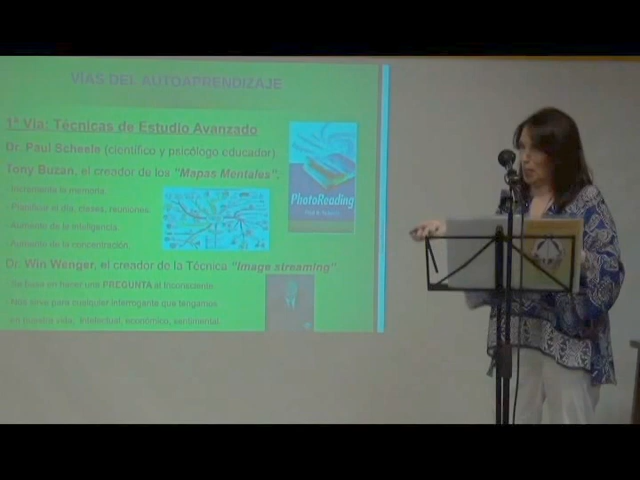 VÍAS DEL AUTOAPRENDIZAJE
1ª Vía: Técnicas de Estudio Avanzado
Dr. Paul Scheele (científico y psicólogo educador)
Tony Buzan, el creador de los "Mapas Mentales".
Incrementa la memoria.
Planificar el día, clases, reuniones.
Aumento de la inteligencia.
Aumento de la concentración.
PhotoReading
Dr. Win Wenger, el creador de la Técnica "Image streaming"
Se basa en hacer una PREGUNTA al Inconsciente.
Nos sirve para cualquier interrogante que tengamos
en nuestra vida, intelectual, económico, sentimental